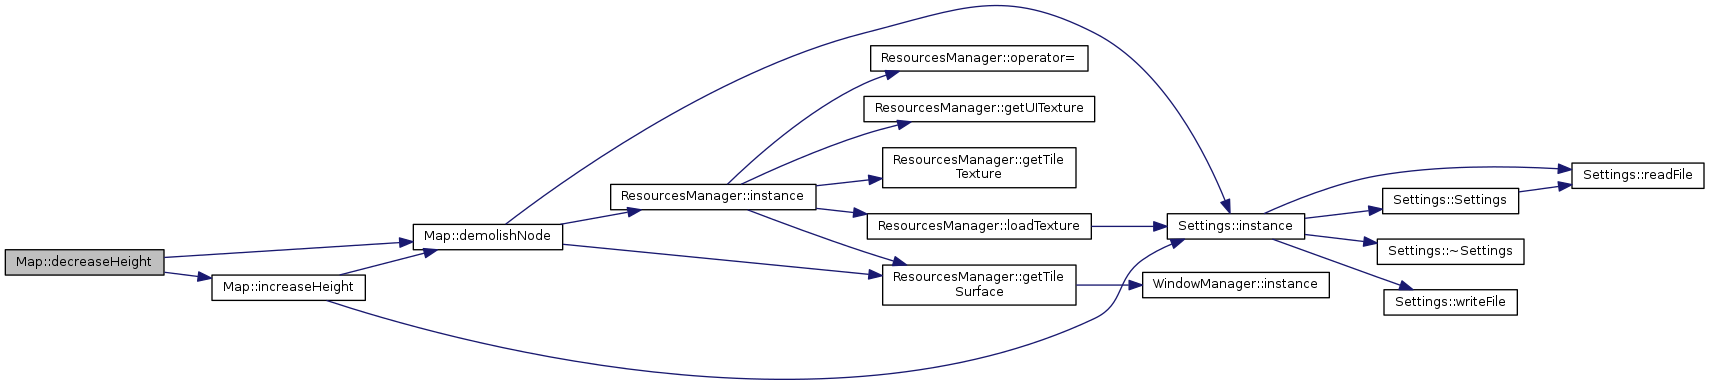 Map::decreaseHeight
Map::increaseHeight
Map::demolishNode
ResourcesManager::instance
ResourcesManager::operator=
ResourcesManager::getUITexture
ResourcesManager::getTile
Texture
ResourcesManager::loadTexture
ResourcesManager::getTile
Surface
Settings::instance
WindowManager::instance
Settings::Settings
Settings::~Settings
Settings::writeFile
Settings::readFile